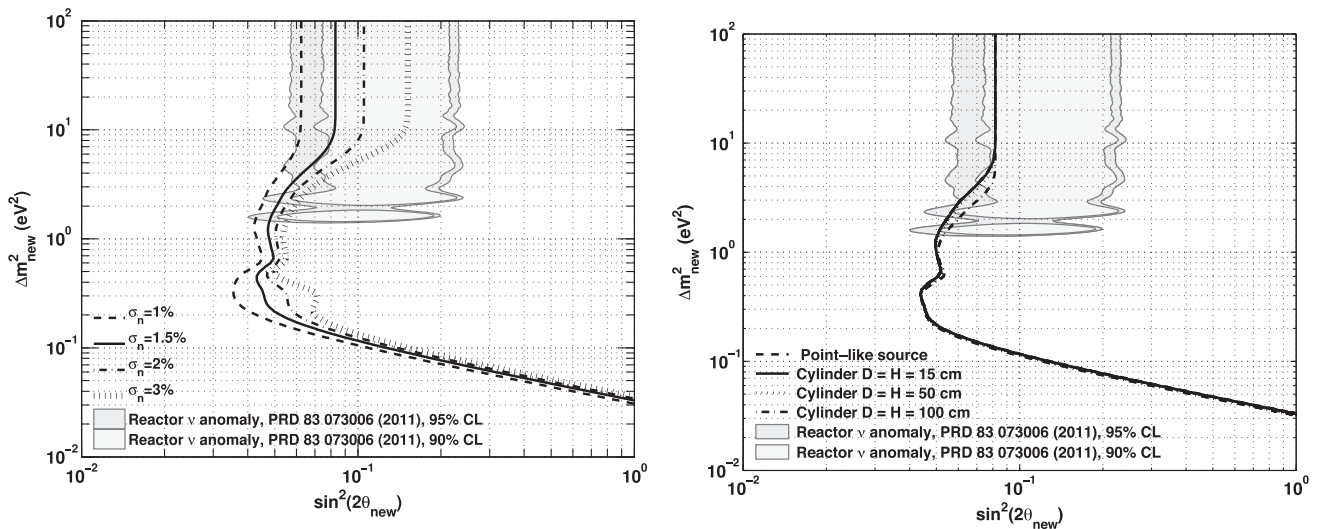 10²
10¹
10⁰
10⁻¹
10⁻²
Δm²new (eV²)
σn=1%
σn=1.5%
σn=2%
σn=3%
Reactor ν anomaly, PRD 83 073006 (2011), 95% CL
Reactor ν anomaly, PRD 83 073006 (2011), 90% CL
10⁻² 10⁻¹ 10⁰
sin²(2θnew)
10²
10¹
10⁰
10⁻¹
10⁻²
Δm²new (eV²)
Point–like source
Cylinder D = H = 15 cm
Cylinder D = H = 50 cm
Cylinder D = H = 100 cm
Reactor ν anomaly, PRD 83 073006 (2011), 95% CL
Reactor ν anomaly, PRD 83 073006 (2011), 90% CL
10⁻² 10⁻¹ 10⁰
sin²(2θnew)